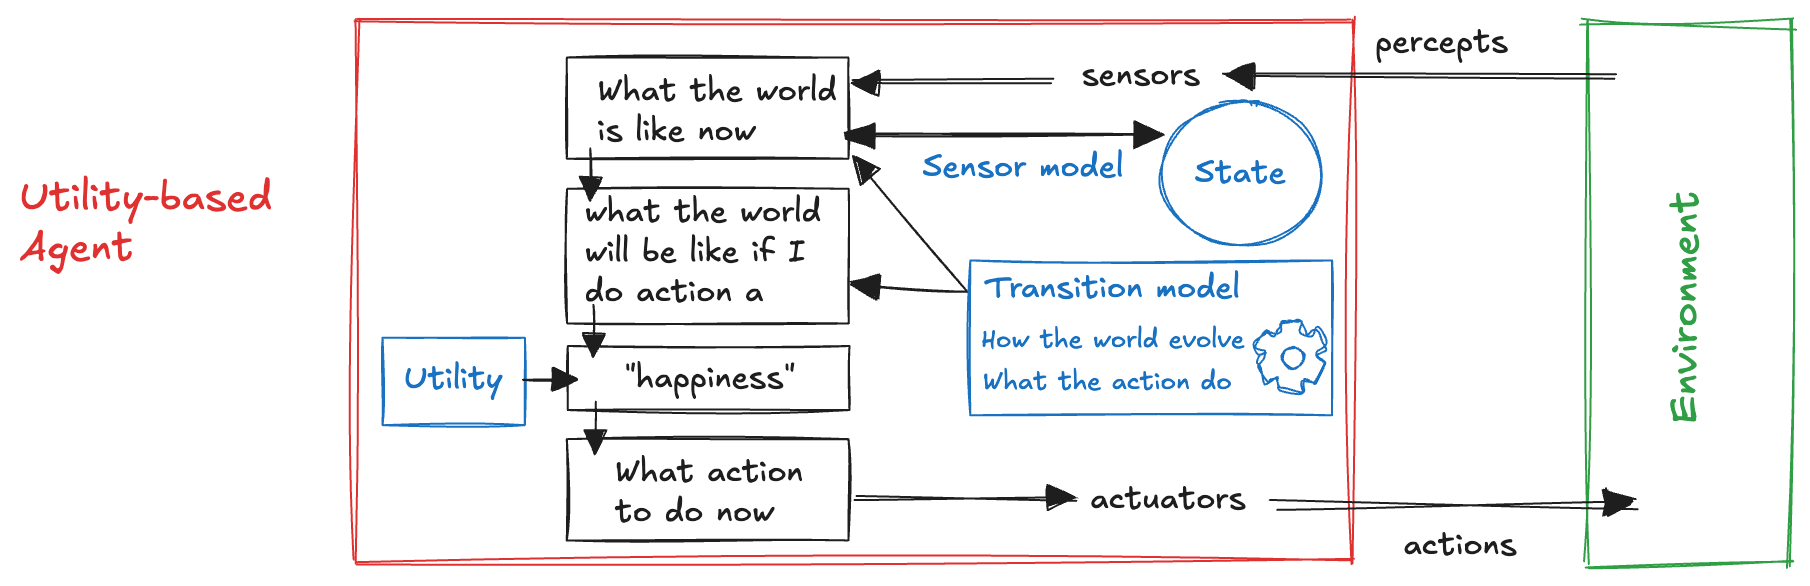 Utility-based
Agent
What the world
is like now
what the world
will be like if I
do action a
Utility
"happiness"
What action
to do now
sensors
percepts
Sensor model
State
Transition model
How the world evolve
What the action do
actuators
actions
Environment